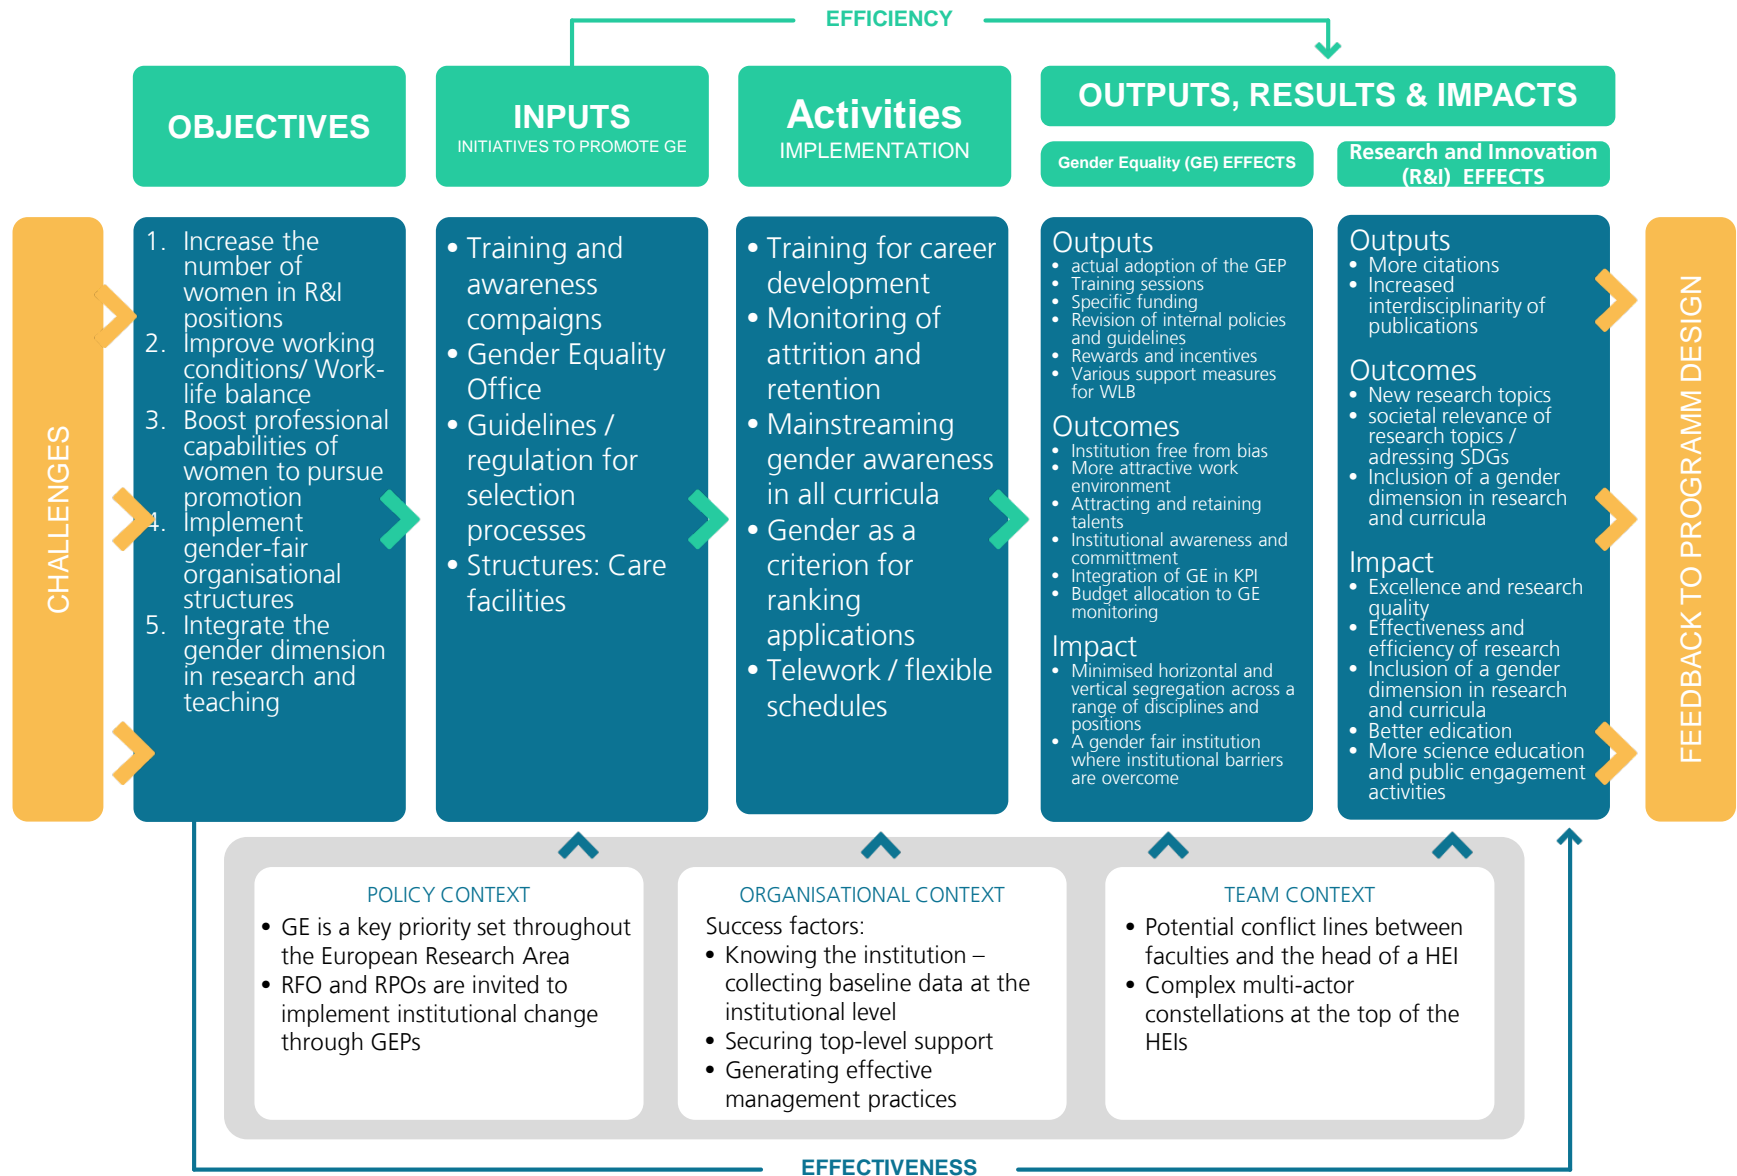 EFFICIENCY
OBJECTIVES
INPUTS
INITIATIVES TO PROMOTE GE
Activities
IMPLEMENTATION
OUTPUTS, RESULTS & IMPACTS
Gender Equality (GE) EFFECTS
Research and Innovation
(R&I) EFFECTS
CHALLENGES
1. Increase the
number of
women in R&I
positions
2. Improve working
conditions/ Work-
life balance
3. Boost professional
capabilities of
women to pursue
promotion
4. Implement
gender-fair
organisational
structures
5. Integrate the
gender dimension
in research and
teaching
• Training and
awareness
compaigns
• Gender Equality
Office
• Guidelines /
regulation for
selection
processes
• Structures: Care
facilities
• Training for career
development
• Monitoring of
attrition and
retention
• Mainstreaming
gender awareness
in all curricula
• Gender as a
criterion for
ranking
applications
• Telework / flexible
schedules
Outputs
• actual adoption of the GEP
• Training sessions
• Specific funding
• Revision of internal policies
and guidelines
• Rewards and incentives
• Various support measures
for WLB
Outcomes
• Institution free from bias
• More attractive work
environment
• Attracting and retaining
talents
• Institutional awareness and
committment
• Integration of GE in KPI
• Budget allocation to GE
monitoring
Impact
• Minimised horizontal and
vertical segregation across a
range of disciplines and
positions
• A gender fair institution
where institutional barriers
are overcome
Outputs
• More citations
• Increased
interdisciplinarity of
publications
Outcomes
• New research topics
• societal relevance of
research topics /
adressing SDGs
• Inclusion of a gender
dimension in research
and curricula
Impact
• Excellence and research
quality
• Effectiveness and
efficiency of research
• Inclusion of a gender
dimension in research
and curricula
• Better edication
• More science education
and public engagement
activities
FEEDBACK TO PROGRAMM DESIGN
POLICY CONTEXT
• GE is a key priority set throughout
the European Research Area
• RFO and RPOs are invited to
implement institutional change
through GEPs
ORGANISATIONAL CONTEXT
Success factors:
• Knowing the institution –
collecting baseline data at the
institutional level
• Securing top-level support
• Generating effective
management practices
TEAM CONTEXT
• Potential conflict lines between
faculties and the head of a HEI
• Complex multi-actor
constellations at the top of the
HEIs
EFFECTIVENESS